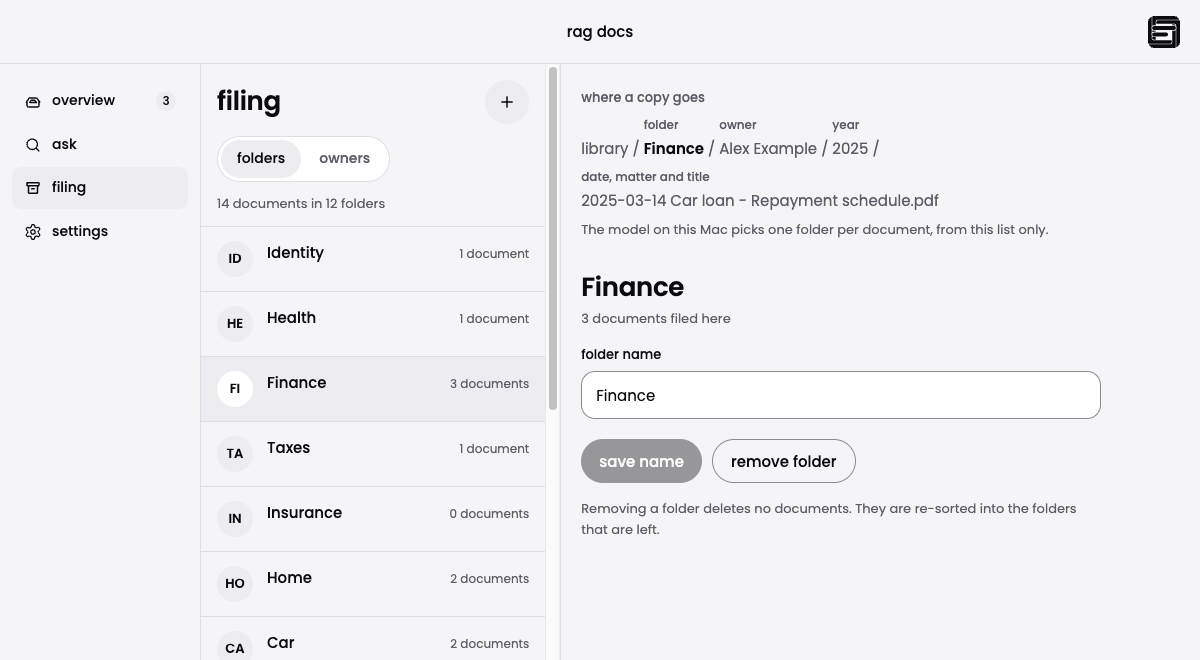 rag docs
overview 3
ask
filing
settings
filing
+
folders owners
14 documents in 12 folders
ID Identity 1 document
HE Health 1 document
FI Finance 3 documents
TA Taxes 1 document
IN Insurance 0 documents
HO Home 2 documents
CA Car 2 documents
where a copy goes
folder owner year
library / Finance / Alex Example / 2025 /
date, matter and title
2025-03-14 Car loan - Repayment schedule.pdf
The model on this Mac picks one folder per document, from this list only.
Finance
3 documents filed here
folder name
Finance
save name remove folder
Removing a folder deletes no documents. They are re-sorted into the folders
that are left.